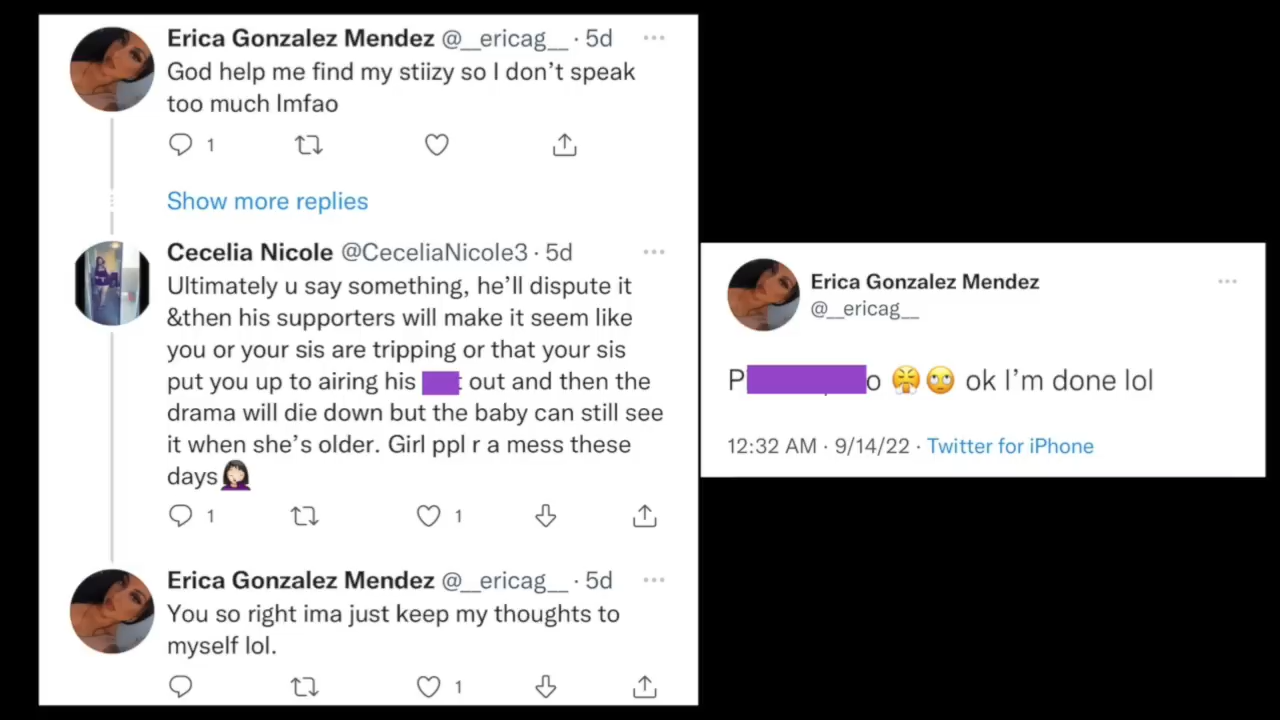 Erica Gonzalez Mendez @__ericag__ · 5d
God help me find my stiizy so I don’t speak
too much lmfao
1
Show more replies
Cecelia Nicole @CeceliaNicole3 · 5d
Ultimately u say something, he’ll dispute it
&then his supporters will make it seem like
you or your sis are tripping or that your sis
put you up to airing his out and then the
drama will die down but the baby can still see
it when she’s older. Girl ppl r a mess these
days🤦🏻‍♀️
1 1
Erica Gonzalez Mendez @__ericag__ · 5d
You so right ima just keep my thoughts to
myself lol.
1
Erica Gonzalez Mendez
@__ericag__
😤🙄 ok I’m done lol
12:32 AM · 9/14/22 · Twitter for iPhone